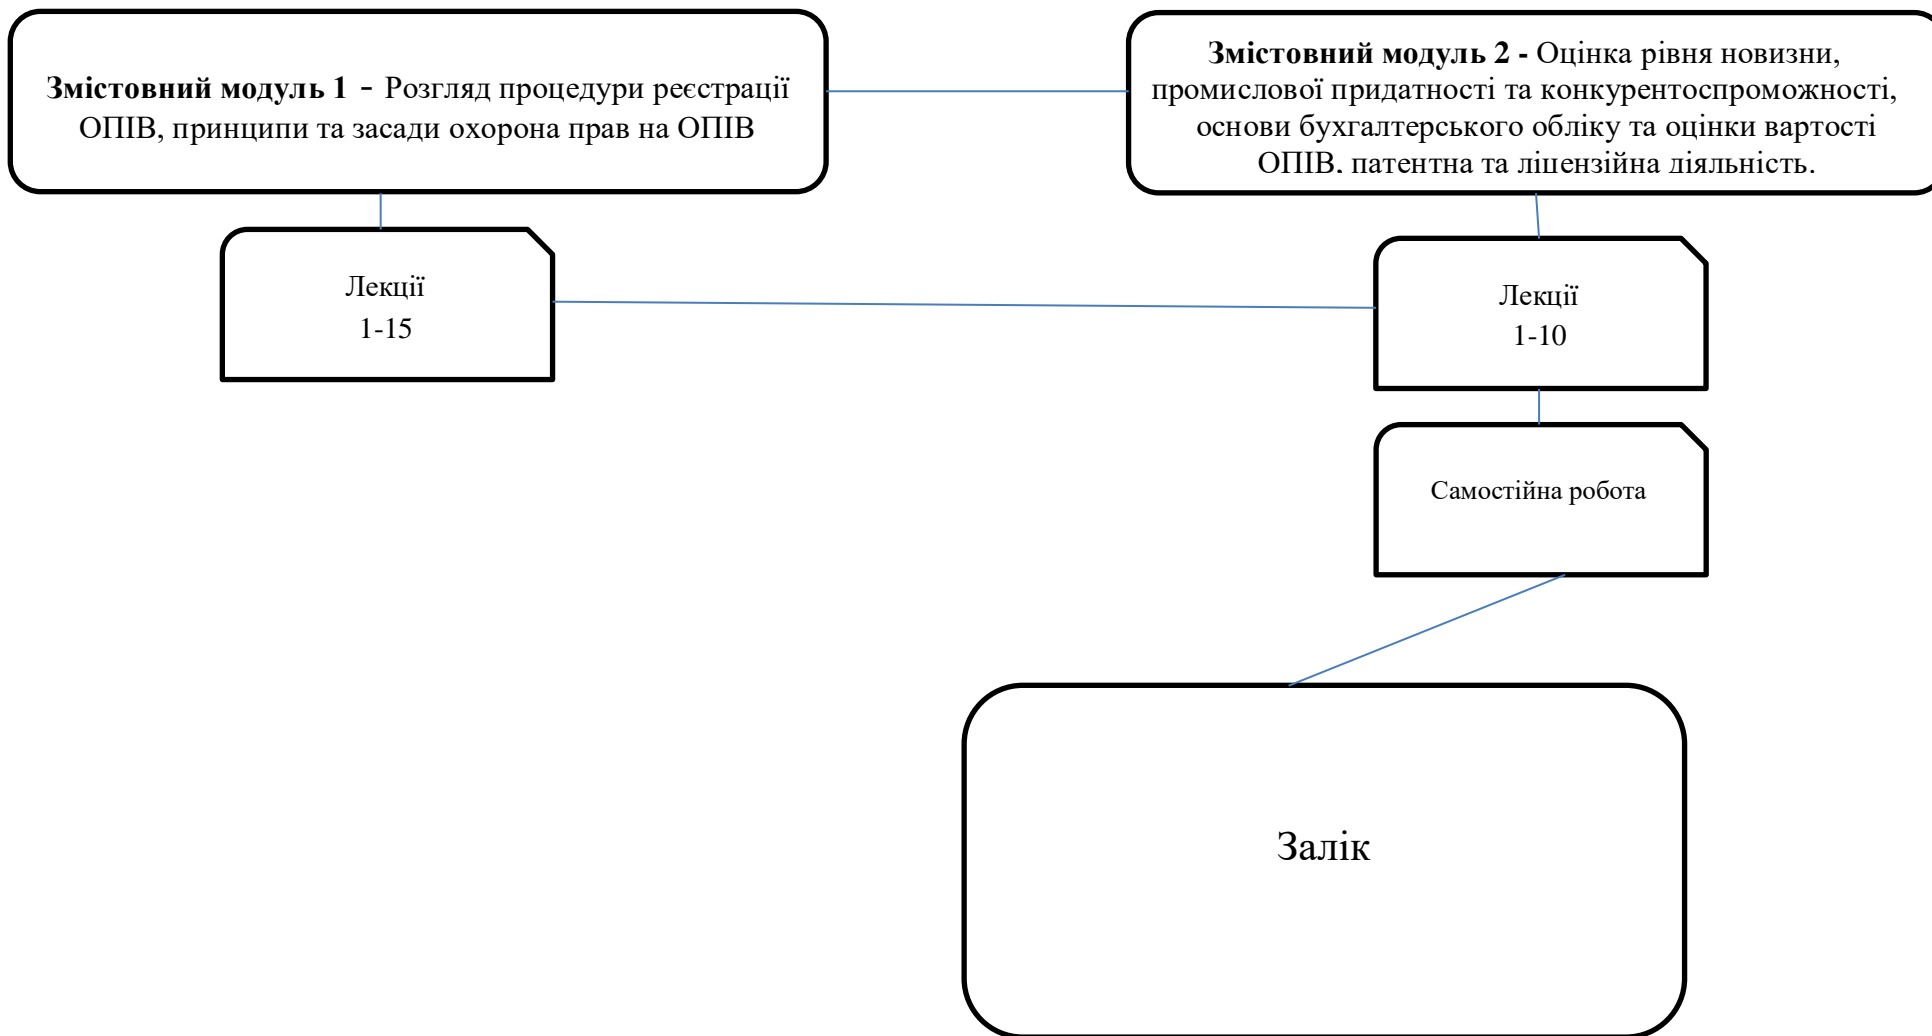 Змістовний модуль 1 - Розгляд процедури реєстрації
ОПІВ, принципи та засади охорона прав на ОПІВ
Змістовний модуль 2 - Оцінка рівня новизни,
промислової придатності та конкурентоспроможності,
основи бухгалтерського обліку та оцінки вартості
ОПІВ, патентна та ліцензійна діяльність.
Лекції
1-15
Лекції
1-10
Самостійна робота
Залік